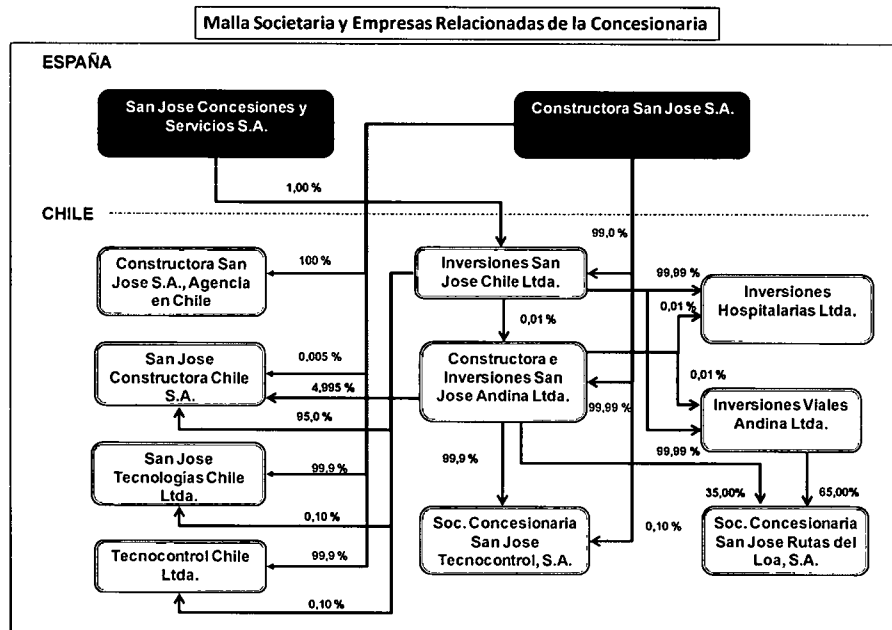 Malla Societaria y Empresas Relacionadas de la Concesionaria
ESPAÑA
San Jose Concesiones y
Servicios S.A.
Constructora San Jose S.A.
1,00 %
CHILE
99,0 %
Constructora San
Jose S.A., Agencia
en Chile
100 %
Inversiones San
Jose Chile Ltda.
99,99 %
Inversiones
Hospitalarias Ltda.
0,01 %
0,01 %
San Jose
Constructora Chile
S.A.
0,005 %
4,995 %
95,0 %
Constructora e
Inversiones San
Jose Andina Ltda.
99,99 %
0,01 %
Inversiones Viales
Andina Ltda.
99,99 %
San Jose
Tecnologías Chile
Ltda.
99,9 %
0,10 %
99,9 %
35,00%
65,00%
Soc. Concesionaria
San Jose
Tecnocontrol, S.A.
0,10 %
Soc. Concesionaria
San Jose Rutas del
Loa, S.A.
Tecnocontrol Chile
Ltda.
99,9 %
0,10 %